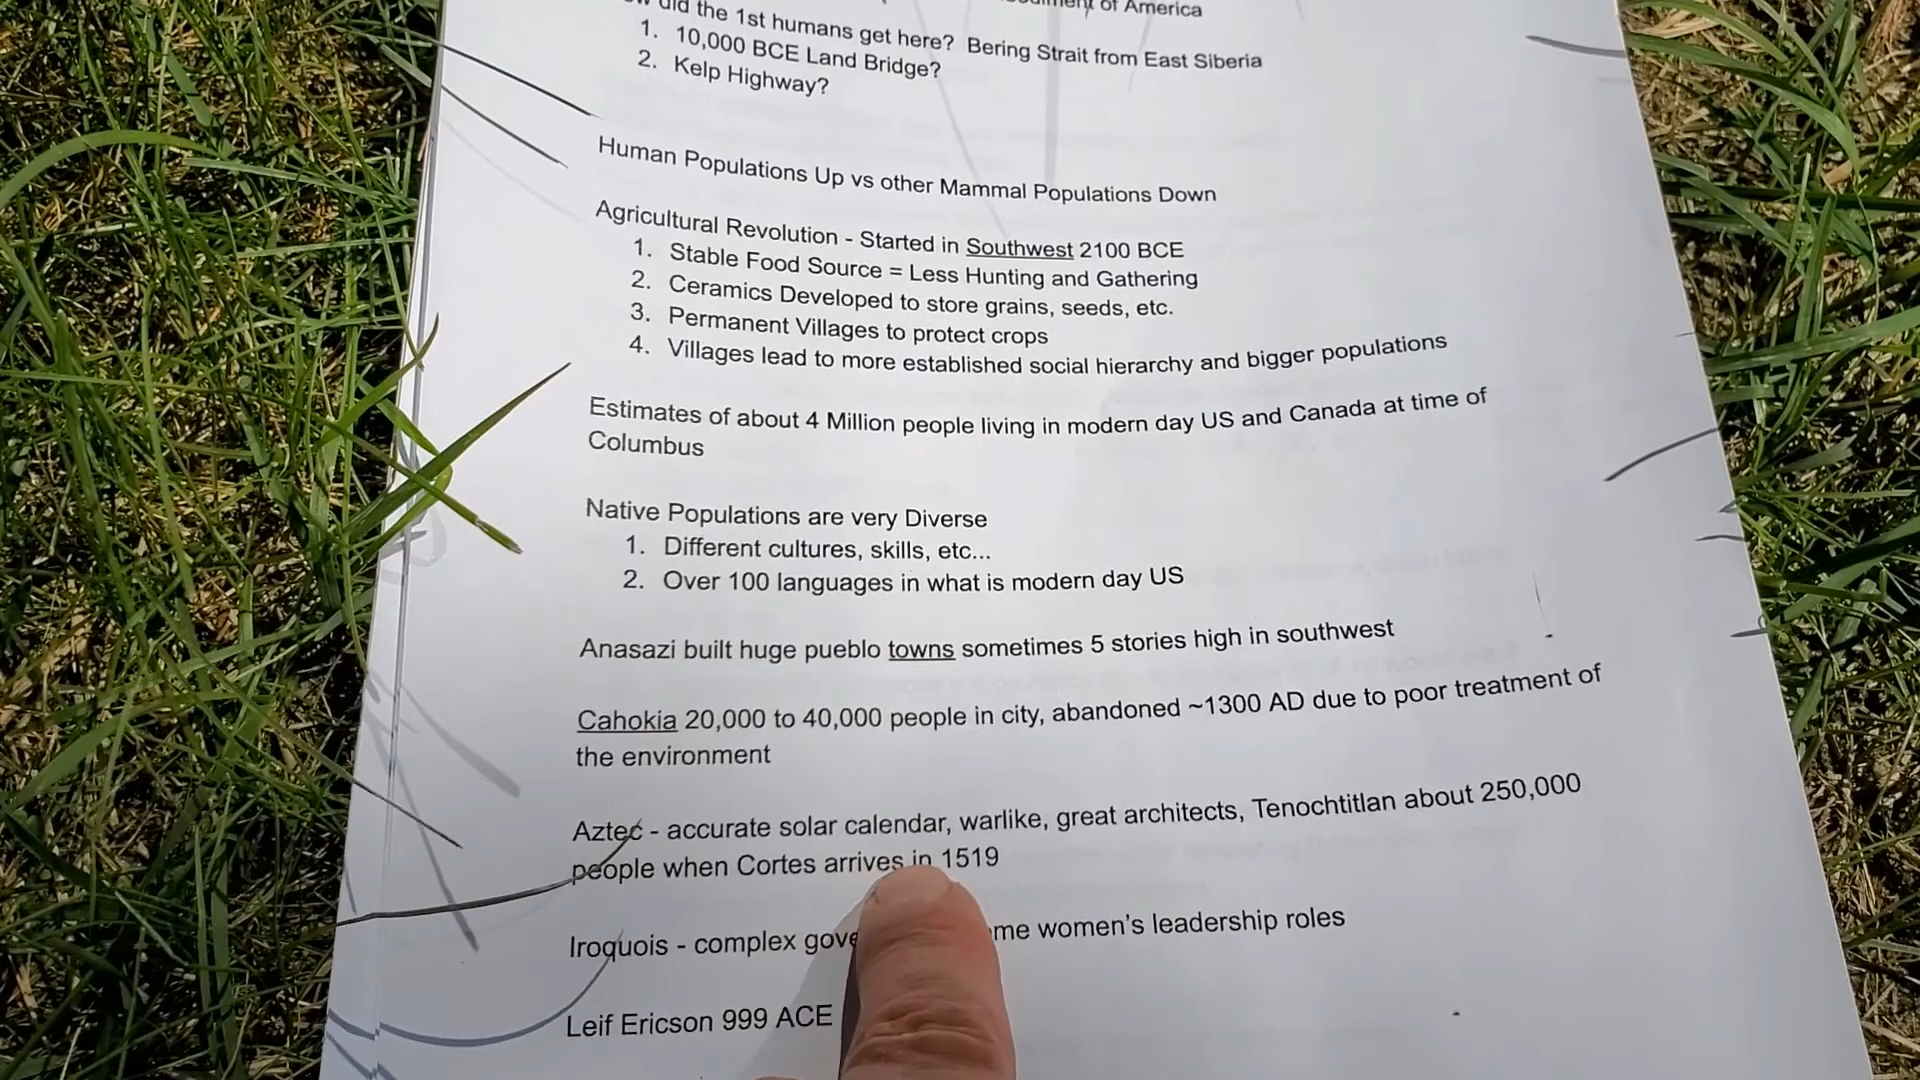 of America
did the 1st humans get here? Bering Strait from East Siberia
1. 10,000 BCE Land Bridge?
2. Kelp Highway?
Human Populations Up vs other Mammal Populations Down
Agricultural Revolution - Started in Southwest 2100 BCE
1. Stable Food Source = Less Hunting and Gathering
2. Ceramics Developed to store grains, seeds, etc.
3. Permanent Villages to protect crops
4. Villages lead to more established social hierarchy and bigger populations
Estimates of about 4 Million people living in modern day US and Canada at time of
Columbus
Native Populations are very Diverse
1. Different cultures, skills, etc...
2. Over 100 languages in what is modern day US
Anasazi built huge pueblo towns sometimes 5 stories high in southwest
Cahokia 20,000 to 40,000 people in city, abandoned ~1300 AD due to poor treatment of
the environment
Aztec - accurate solar calendar, warlike, great architects, Tenochtitlan about 250,000
people when Cortes arrives in 1519
Iroquois - complex women's leadership roles
Leif Ericson 999 ACE